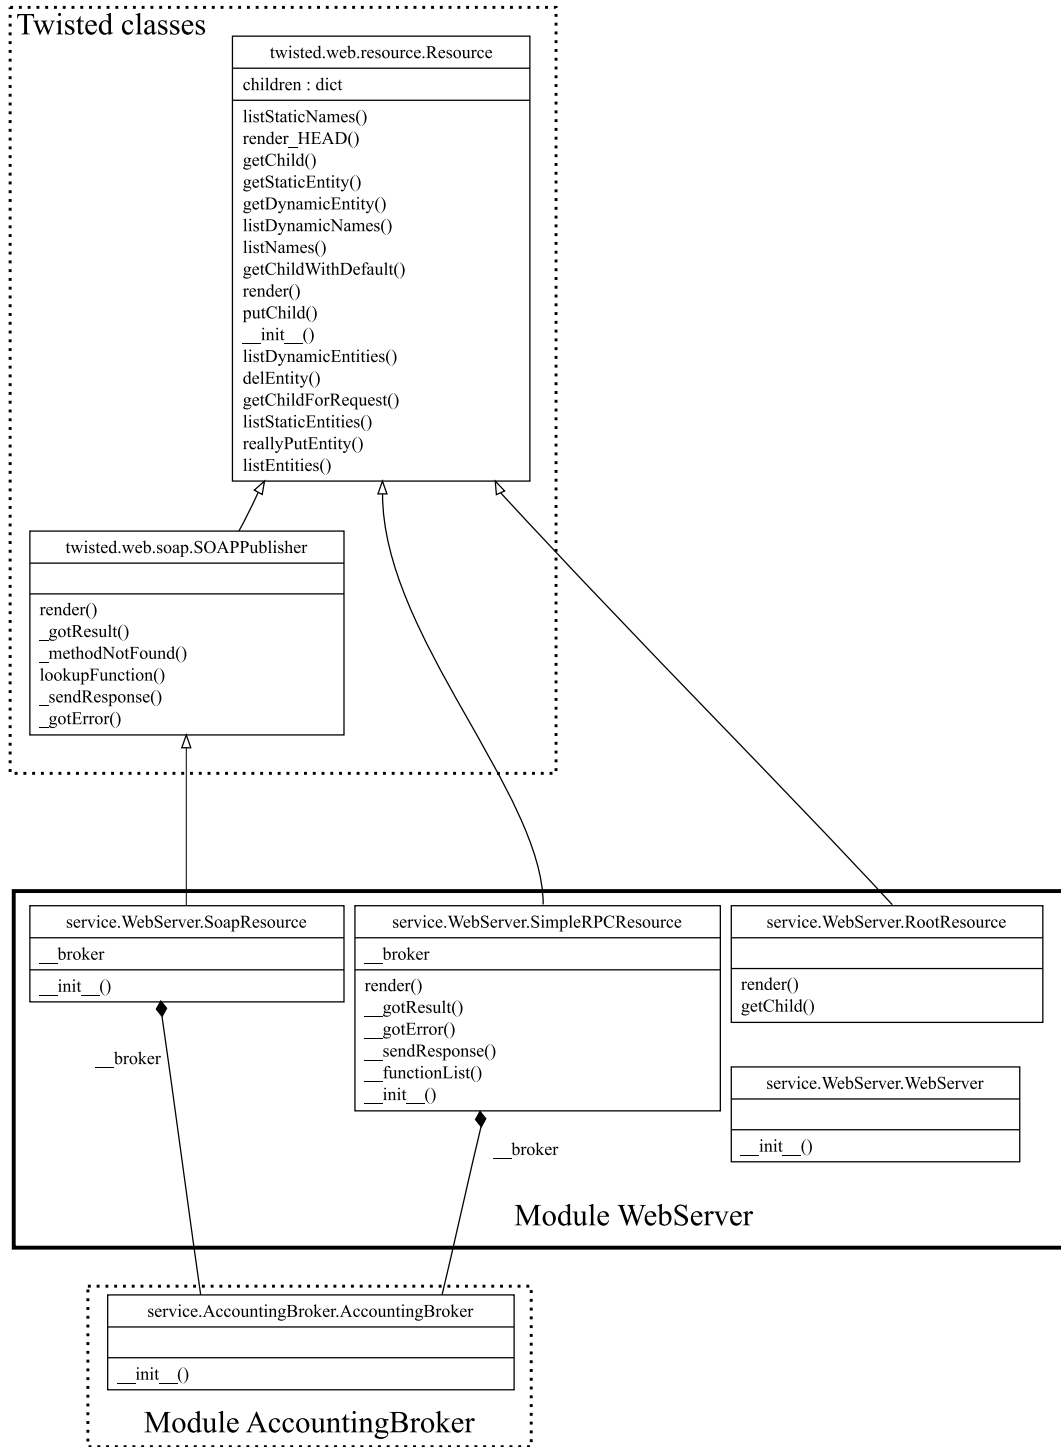 Twisted classes
twisted.web.resource.Resource
children : dict
listStaticNames()
render_HEAD()
getChild()
getStaticEntity()
getDynamicEntity()
listDynamicNames()
listNames()
getChildWithDefault()
render()
putChild()
__init__()
listDynamicEntities()
delEntity()
getChildForRequest()
listStaticEntities()
reallyPutEntity()
listEntities()
twisted.web.soap.SOAPPublisher
render()
_gotResult()
_methodNotFound()
lookupFunction()
_sendResponse()
_gotError()
service.WebServer.SoapResource
__broker
__init__()
__broker
service.WebServer.SimpleRPCResource
__broker
render()
__gotResult()
__gotError()
__sendResponse()
__functionList()
__init__()
__broker
service.WebServer.RootResource
render()
getChild()
service.WebServer.WebServer
__init__()
Module WebServer
service.AccountingBroker.AccountingBroker
__init__()
Module AccountingBroker